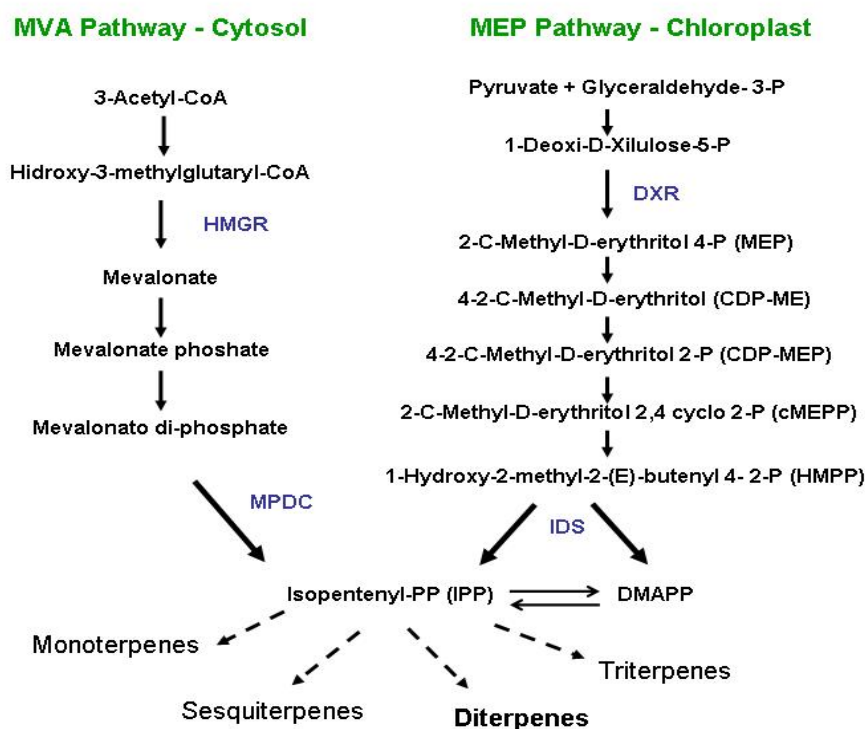 MVA Pathway - Cytosol
3-Acetyl-CoA
Hidroxy-3-methylglutaryl-CoA
HMGR
Mevalonate
Mevalonate phoshate
Mevalonato di-phosphate
MPDC
MEP Pathway - Chloroplast
Pyruvate + Glyceraldehyde- 3-P
1-Deoxi-D-Xilulose-5-P
DXR
2-C-Methyl-D-erythritol 4-P (MEP)
4-2-C-Methyl-D-erythritol (CDP-ME)
4-2-C-Methyl-D-erythritol 2-P (CDP-MEP)
2-C-Methyl-D-erythritol 2,4 cyclo 2-P (cMEPP)
1-Hydroxy-2-methyl-2-(E)-butenyl 4- 2-P (HMPP)
IDS
Isopentenyl-PP (IPP)
DMAPP
Monoterpenes
Sesquiterpenes
Diterpenes
Triterpenes